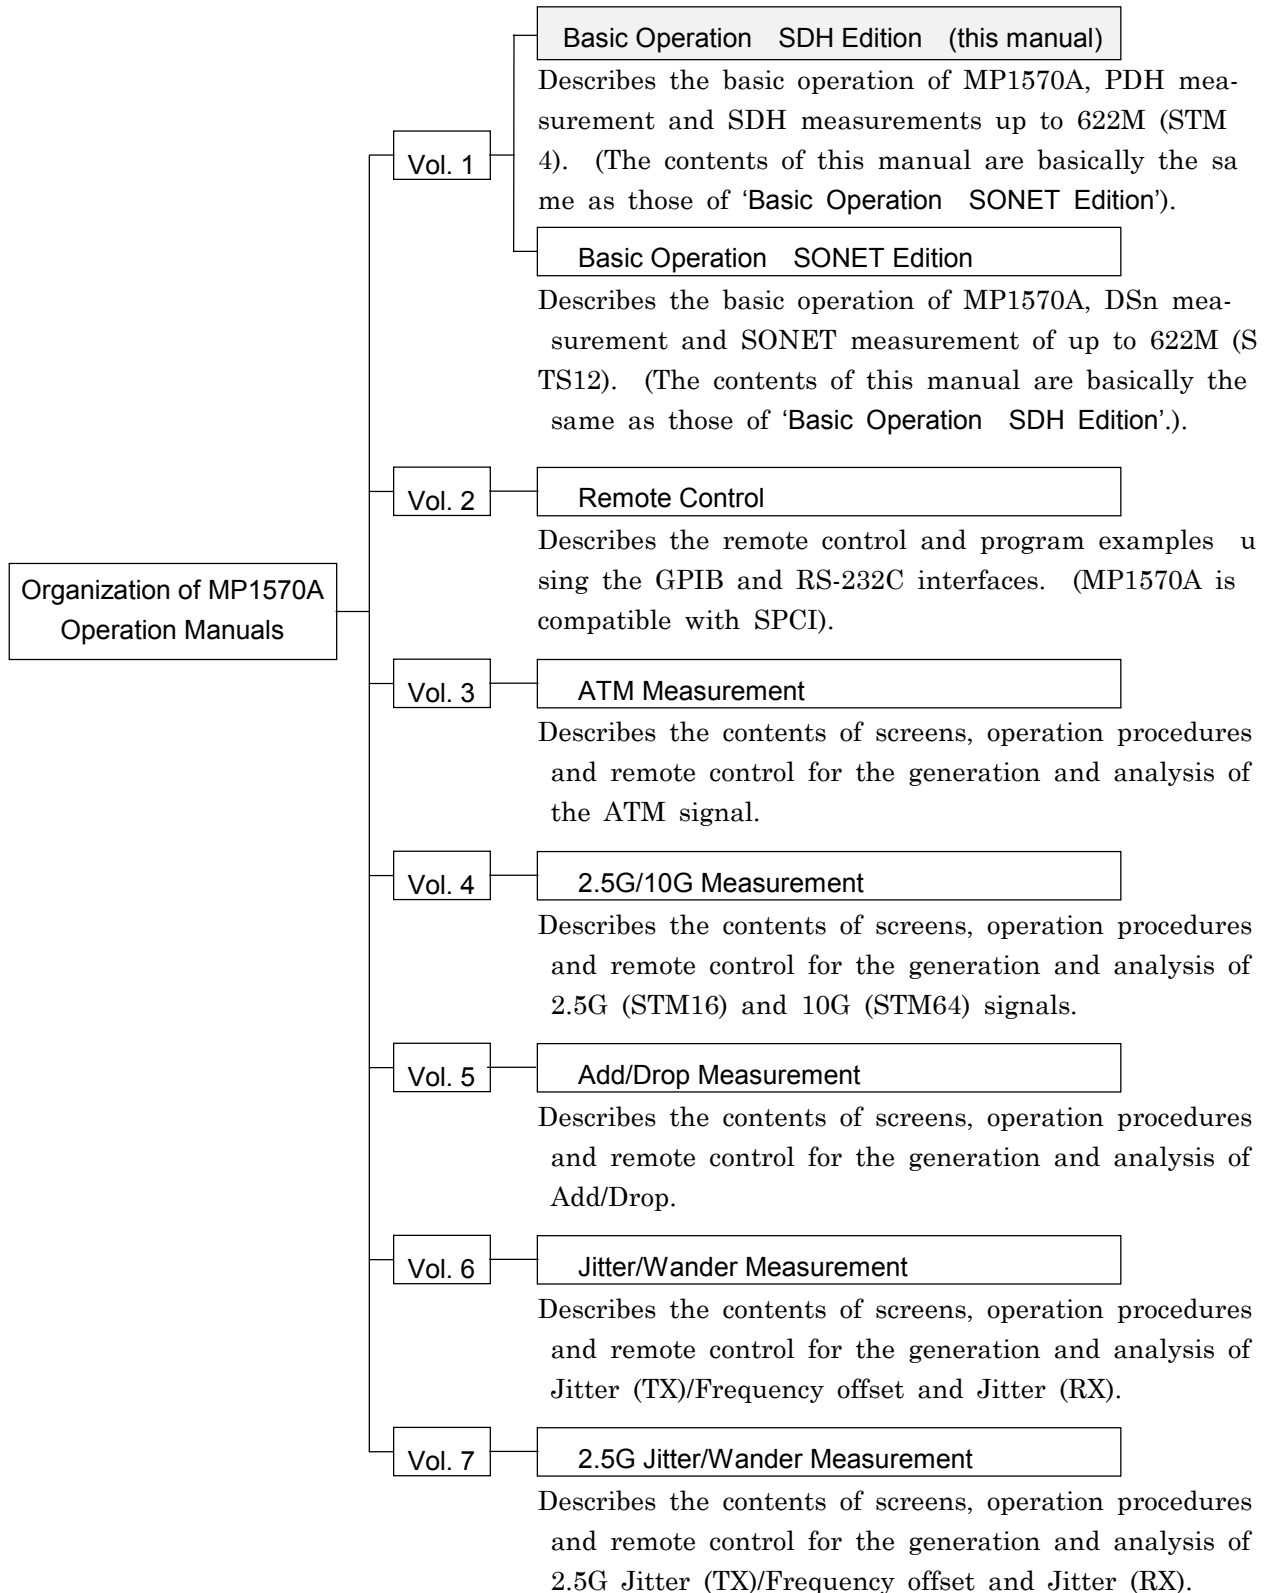 Organization of MP1570A
Operation Manuals
Vol. 1
Basic Operation SDH Edition (this manual)
Describes the basic operation of MP1570A, PDH mea-
surement and SDH measurements up to 622M (STM
4). (The contents of this manual are basically the sa
me as those of ‘Basic Operation SONET Edition’).
Basic Operation SONET Edition
Describes the basic operation of MP1570A, DSn mea-
surement and SONET measurement of up to 622M (S
TS12). (The contents of this manual are basically the
same as those of ‘Basic Operation SDH Edition’.).
Vol. 2
Remote Control
Describes the remote control and program examples u
sing the GPIB and RS-232C interfaces. (MP1570A is
compatible with SPCI).
Vol. 3
ATM Measurement
Describes the contents of screens, operation procedures
and remote control for the generation and analysis of
the ATM signal.
Vol. 4
2.5G/10G Measurement
Describes the contents of screens, operation procedures
and remote control for the generation and analysis of
2.5G (STM16) and 10G (STM64) signals.
Vol. 5
Add/Drop Measurement
Describes the contents of screens, operation procedures
and remote control for the generation and analysis of
Add/Drop.
Vol. 6
Jitter/Wander Measurement
Describes the contents of screens, operation procedures
and remote control for the generation and analysis of
Jitter (TX)/Frequency offset and Jitter (RX).
Vol. 7
2.5G Jitter/Wander Measurement
Describes the contents of screens, operation procedures
and remote control for the generation and analysis of
2.5G Jitter (TX)/Frequency offset and Jitter (RX).